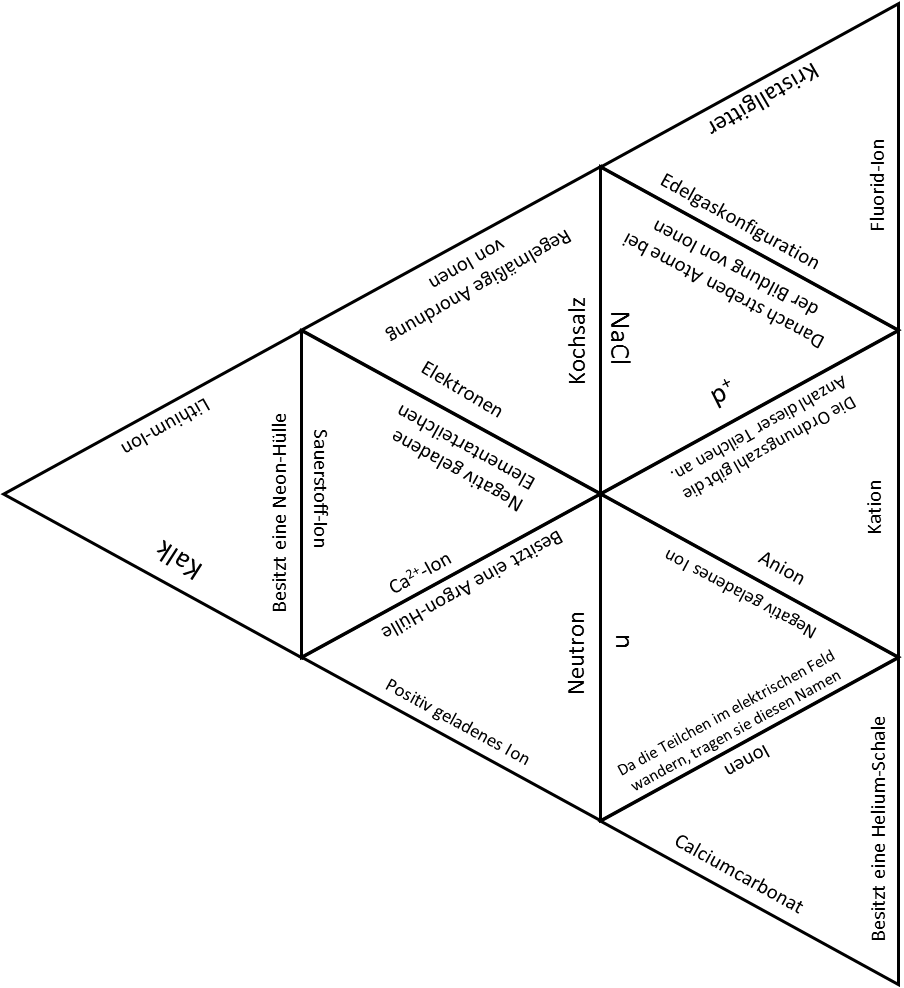 Kristallgitter
Fluorid-Ion
Edelgaskonfiguration
Danach streben Atome bei
der Bildung von Ionen
NaCl
p⁺
Regelmäßige Anordnung
von Ionen
Kochsalz
Elektronen
Negativ geladene
Elementarteilchen
Sauerstoff-Ion
Ca²⁺-Ion
Lithium-Ion
Besitzt eine Neon-Hülle
Kalk
Die Ordnungszahl gibt die
Anzahl dieser Teilchen an.
Kation
Anion
Besitzt eine Argon-Hülle
Neutron
Positiv geladenes Ion
Negativ geladenes Ion
n
Da die Teilchen im elektrischen Feld
wandern, tragen sie diesen Namen
Ionen
Calciumcarbonat
Besitzt eine Helium-Schale